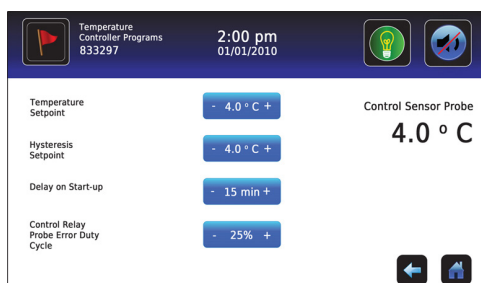 Temperature
Controller Programs
833297
2:00 pm
01/01/2010
Temperature
Setpoint
- 4.0 º C +
Control Sensor Probe
4.0 º C
Hysteresis
Setpoint
- 4.0 º C +
Delay on Start-up
- 15 min +
Control Relay
Probe Error Duty
Cycle
- 25% +